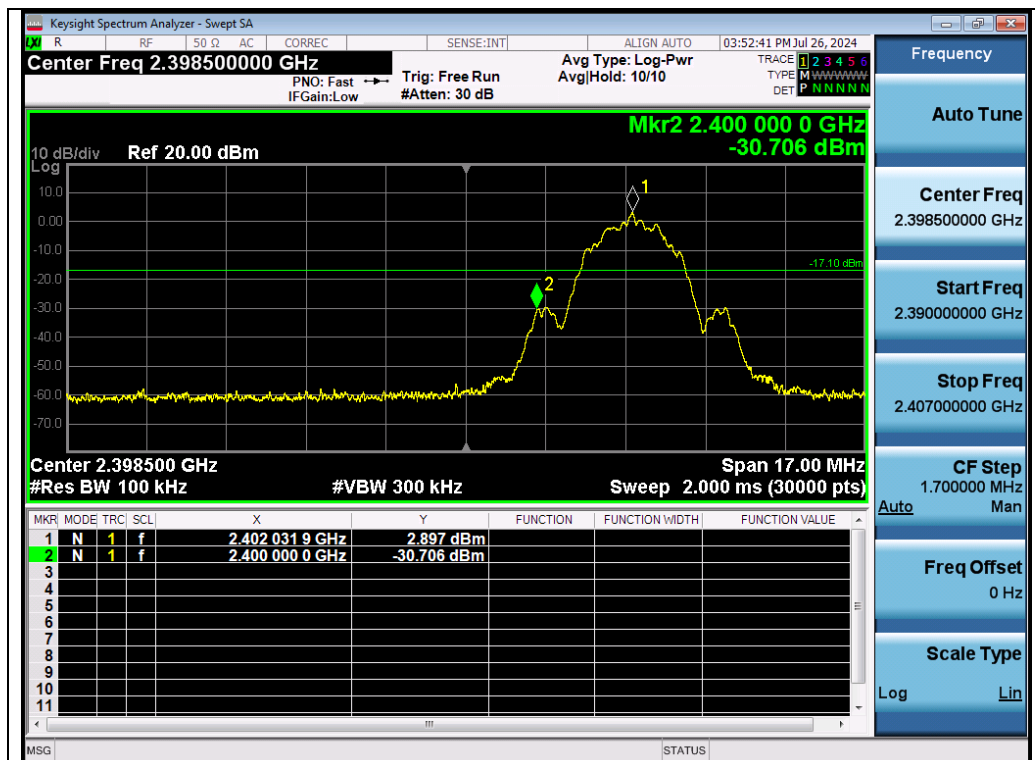 Keysight Spectrum Analyzer - Swept SA
LXI R RF 50 Ω AC CORREC SENSE:INT ALIGN AUTO 03:52:41 PM Jul 26, 2024
Center Freq 2.398500000 GHz
PNO: Fast
IFGain:Low
Trig: Free Run
#Atten: 30 dB
Avg Type: Log-Pwr
Avg|Hold: 10/10
TRACE 1 2 3 4 5 6
TYPE M WWWWW
DET P N N N N N
Mkr2 2.400 000 0 GHz
-30.706 dBm
10 dB/div Ref 20.00 dBm
Log
10.0
0.00
-10.0
-20.0
-30.0
-40.0
-50.0
-60.0
-70.0
1
-17.10 dBm
2
Center 2.398500 GHz Span 17.00 MHz
#Res BW 100 kHz #VBW 300 kHz Sweep 2.000 ms (30000 pts)
MKR MODE TRC SCL X Y FUNCTION FUNCTION WIDTH FUNCTION VALUE
1 N 1 f 2.402 031 9 GHz 2.897 dBm
2 N 1 f 2.400 000 0 GHz -30.706 dBm
3
4
5
6
7
8
9
10
11
MSG STATUS
Frequency
Auto Tune
Center Freq
2.398500000 GHz
Start Freq
2.390000000 GHz
Stop Freq
2.407000000 GHz
CF Step
1.700000 MHz
Auto Man
Freq Offset
0 Hz
Scale Type
Log Lin